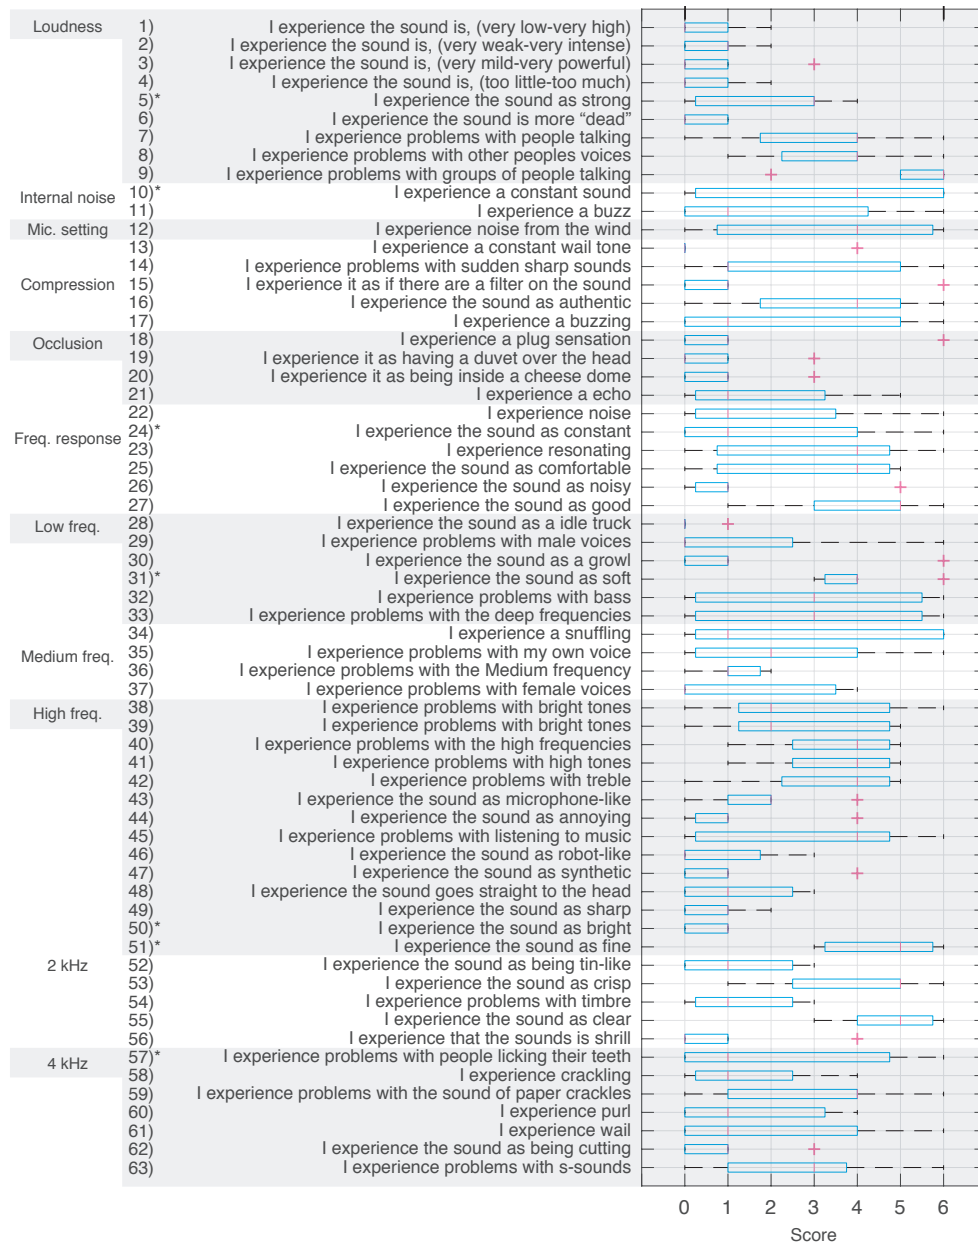 Loudness 1) I experience the sound is, (very low-very high)
2) I experience the sound is, (very weak-very intense)
3) I experience the sound is, (very mild-very powerful)
4) I experience the sound is, (too little-too much)
5)* I experience the sound as strong
6) I experience the sound is more “dead”
7) I experience problems with people talking
8) I experience problems with other peoples voices
9) I experience problems with groups of people talking
Internal noise 10)* I experience a constant sound
11) I experience a buzz
Mic. setting 12) I experience noise from the wind
13) I experience a constant wail tone
14) I experience problems with sudden sharp sounds
Compression 15) I experience it as if there are a filter on the sound
16) I experience the sound as authentic
17) I experience a buzzing
Occlusion 18) I experience a plug sensation
19) I experience it as having a duvet over the head
20) I experience it as being inside a cheese dome
21) I experience a echo
22) I experience noise
Freq. response 24)* I experience the sound as constant
23) I experience resonating
25) I experience the sound as comfortable
26) I experience the sound as noisy
27) I experience the sound as good
Low freq. 28) I experience the sound as a idle truck
29) I experience problems with male voices
30) I experience the sound as a growl
31)* I experience the sound as soft
32) I experience problems with bass
33) I experience problems with the deep frequencies
34) I experience a snuffling
Medium freq. 35) I experience problems with my own voice
36) I experience problems with the Medium frequency
37) I experience problems with female voices
High freq. 38) I experience problems with bright tones
39) I experience problems with bright tones
40) I experience problems with the high frequencies
41) I experience problems with high tones
42) I experience problems with treble
43) I experience the sound as microphone-like
44) I experience the sound as annoying
45) I experience problems with listening to music
46) I experience the sound as robot-like
47) I experience the sound as synthetic
48) I experience the sound goes straight to the head
49) I experience the sound as sharp
50)* I experience the sound as bright
51)* I experience the sound as fine
2 kHz 52) I experience the sound as being tin-like
53) I experience the sound as crisp
54) I experience problems with timbre
55) I experience the sound as clear
56) I experience that the sounds is shrill
4 kHz 57)* I experience problems with people licking their teeth
58) I experience crackling
59) I experience problems with the sound of paper crackles
60) I experience purl
61) I experience wail
62) I experience the sound as being cutting
63) I experience problems with s-sounds
0 1 2 3 4 5 6
Score